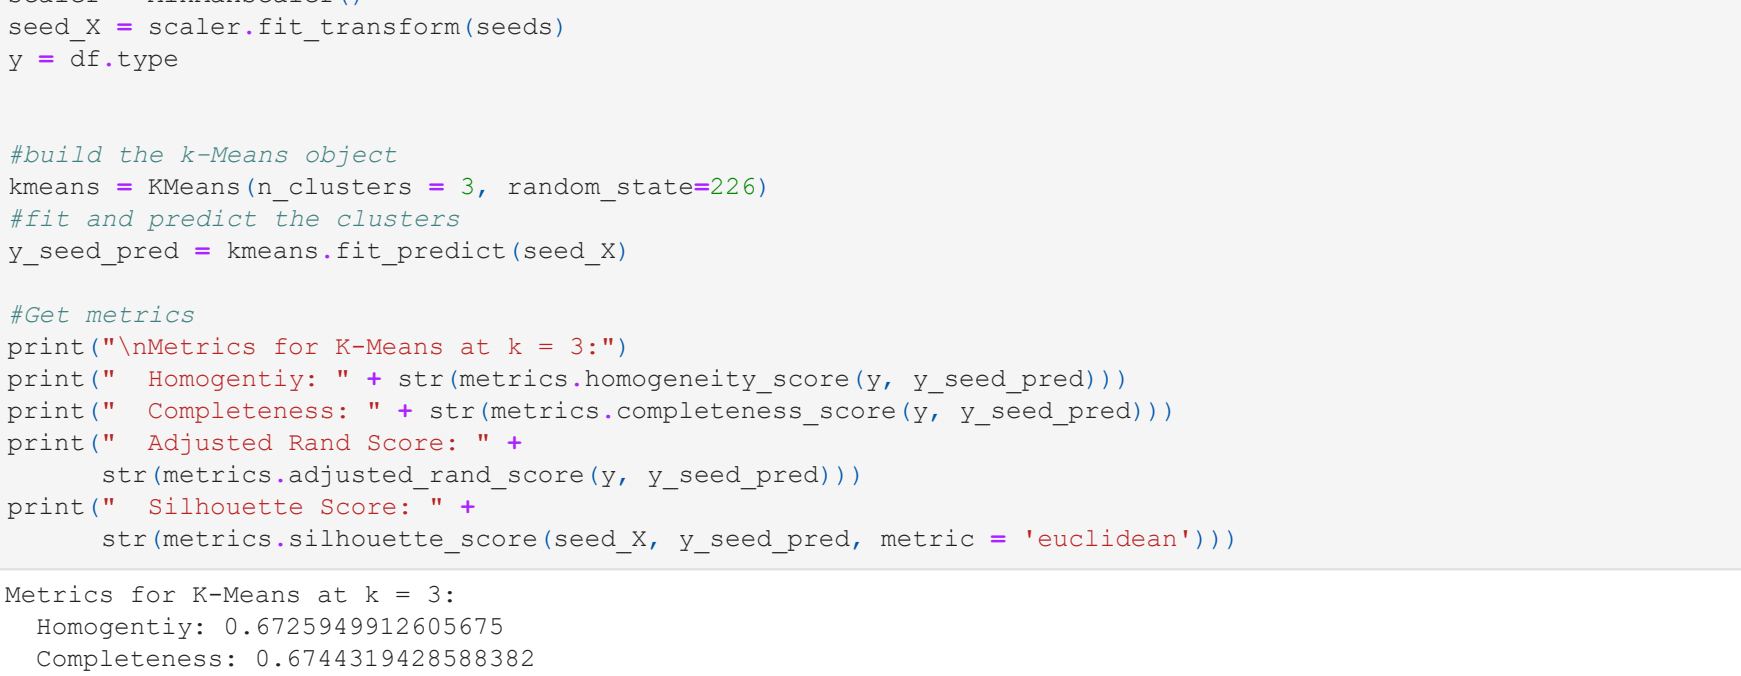 seed_X = scaler.fit_transform(seeds)
y = df.type
#build the k-Means object
kmeans = KMeans(n_clusters = 3, random_state=226)
#fit and predict the clusters
y_seed_pred = kmeans.fit_predict(seed_X)
#Get metrics
print("\nMetrics for K-Means at k = 3:")
print("  Homogentiy: " + str(metrics.homogeneity_score(y, y_seed_pred)))
print("  Completeness: " + str(metrics.completeness_score(y, y_seed_pred)))
print("  Adjusted Rand Score: " +
      str(metrics.adjusted_rand_score(y, y_seed_pred)))
print("  Silhouette Score: " +
      str(metrics.silhouette_score(seed_X, y_seed_pred, metric = 'euclidean')))
Metrics for K-Means at k = 3:
  Homogentiy: 0.6725949912605675
  Completeness: 0.6744319428588382